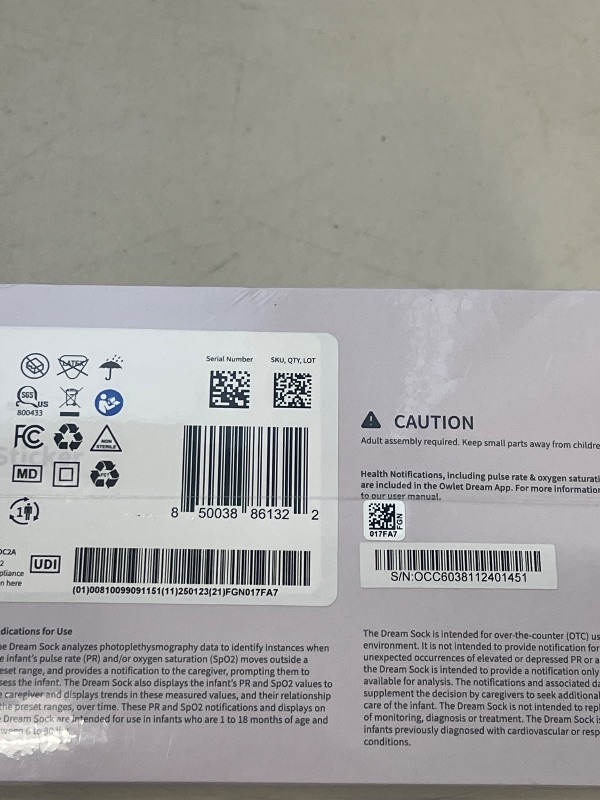 Serial Number
SKU, QTY, LOT
LATEX
SGS
US
800433
FC
NON
STERILE
MD
PET
1
8 50038 86132 2
OC2A
UDI
n here
(01)00810099091151(11)250123(21)FGN017FA7
CAUTION
Adult assembly required. Keep small parts away from childre
Health Notifications, including pulse rate & oxygen saturati
are included in the Owlet Dream App. For more information
to our user manual.
FGN
017FA7
S/N:OCC6038112401451
dications for Use
e Dream Sock analyzes photoplethysmography data to identify instances when
e infant's pulse rate (PR) and/or oxygen saturation (SpO2) moves outside a
eset range, and provides a notification to the caregiver, prompting them to
sess the infant. The Dream Sock also displays the infant's PR and SpO2 values to
e caregiver and displays trends in these measured values, and their relationship
the preset ranges, over time. These PR and SpO2 notifications and displays on
Dream Sock are intended for use in infants who are 1 to 18 months of age and
The Dream Sock is intended for over-the-counter (OTC) us
environment. It is not intended to provide notification for
unexpected occurrences of elevated or depressed PR or a
the Dream Sock is intended to provide a notification only
available for analysis. The notifications and associated da
supplement the decision by caregivers to seek additional
care of the infant. The Dream Sock is not intended to repl
of monitoring, diagnosis or treatment. The Dream Sock is
infants previously diagnosed with cardiovascular or resp
conditions.